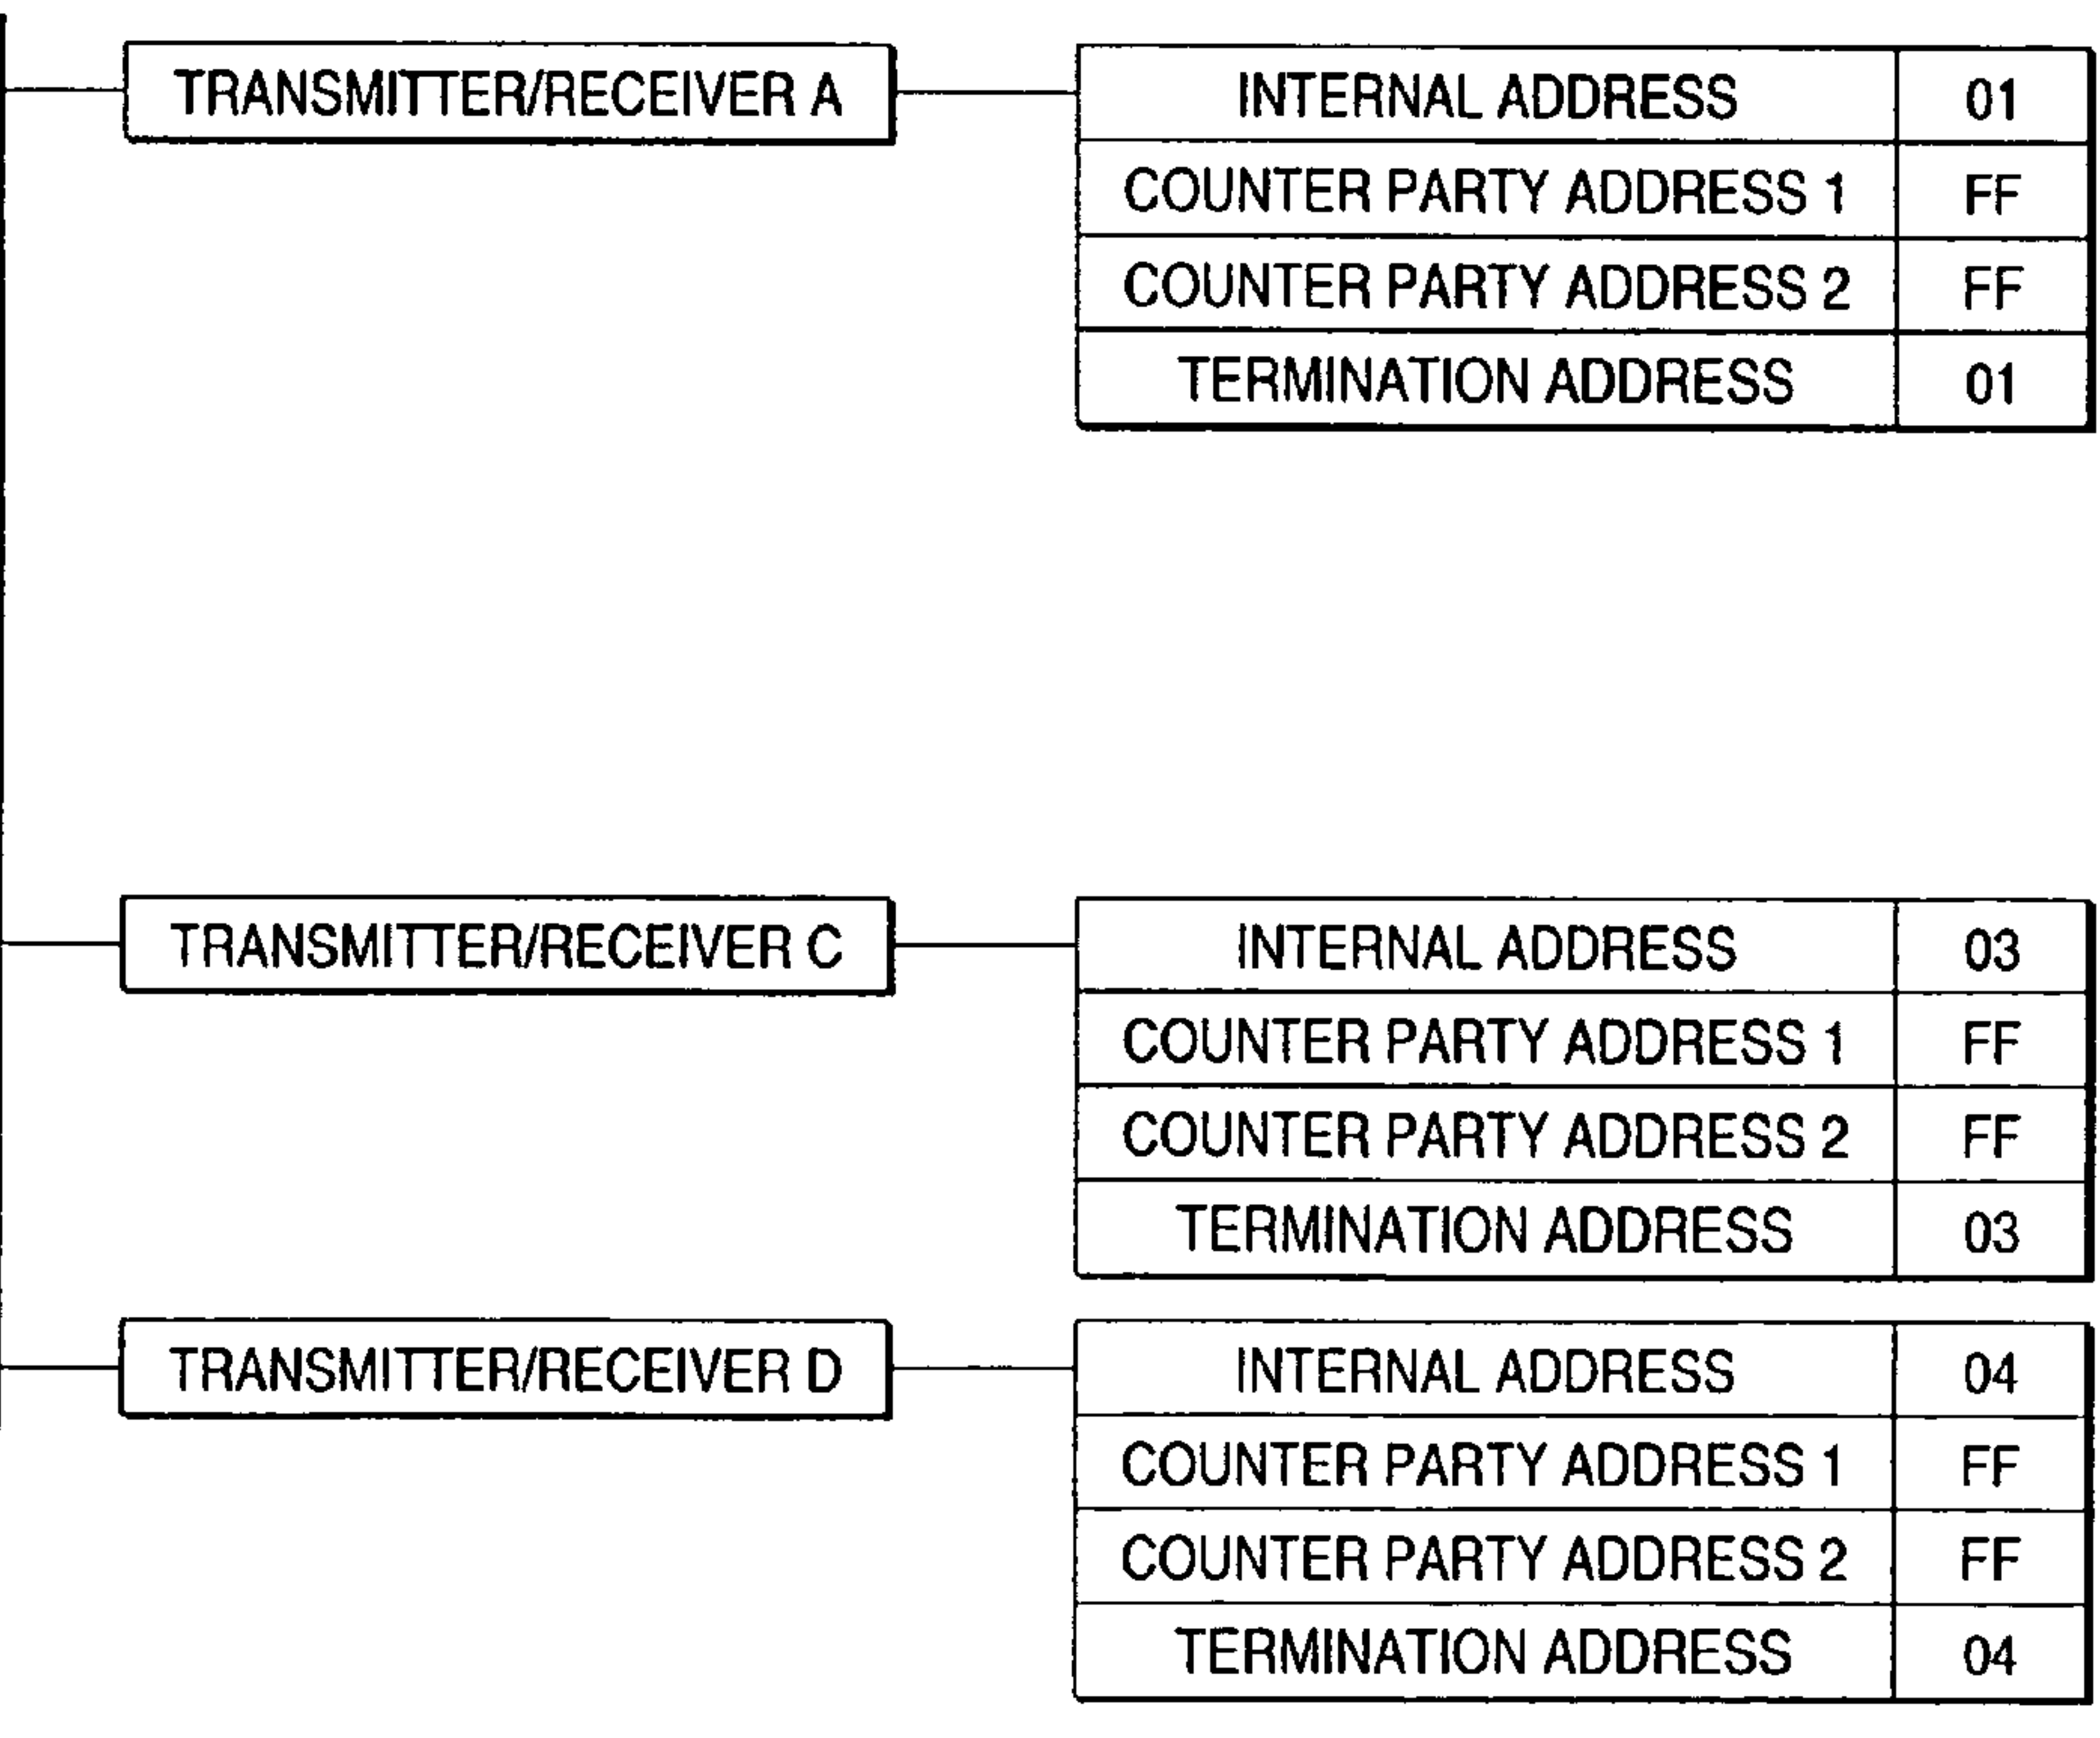 TRANSMITTER/RECEIVER A
INTERNAL ADDRESS 01
COUNTER PARTY ADDRESS 1 FF
COUNTER PARTY ADDRESS 2 FF
TERMINATION ADDRESS 01
TRANSMITTER/RECEIVER C
INTERNAL ADDRESS 03
COUNTER PARTY ADDRESS 1 FF
COUNTER PARTY ADDRESS 2 FF
TERMINATION ADDRESS 03
TRANSMITTER/RECEIVER D
INTERNAL ADDRESS 04
COUNTER PARTY ADDRESS 1 FF
COUNTER PARTY ADDRESS 2 FF
TERMINATION ADDRESS 04